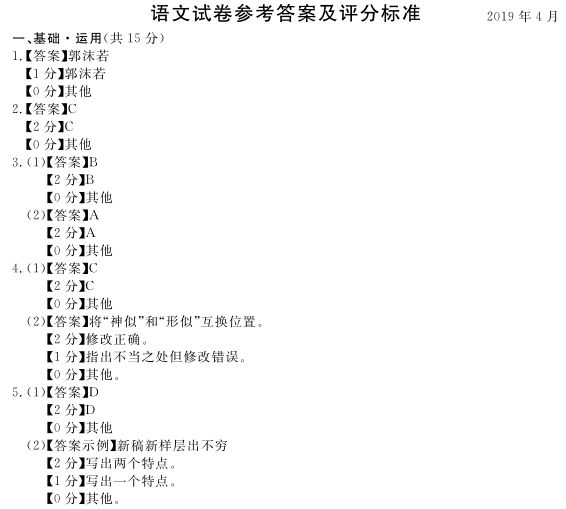 语文试卷参考答案及评分标准 2019年4月
一、基础·运用(共15分)
1.【答案】郭沫若
【1分】郭沫若
【0分】其他
2.【答案】C
【2分】C
【0分】其他
3.(1)【答案】B
【2分】B
【0分】其他
(2)【答案】A
【2分】A
【0分】其他
4.(1)【答案】C
【2分】C
【0分】其他
(2)【答案】将“神似”和“形似”互换位置。
【2分】修改正确。
【1分】指出不当之处但修改错误。
【0分】其他。
5.(1)【答案】D
【2分】D
【0分】其他
(2)【答案示例】新稿新样层出不穷
【2分】写出两个特点。
【1分】写出一个特点。
【0分】其他。